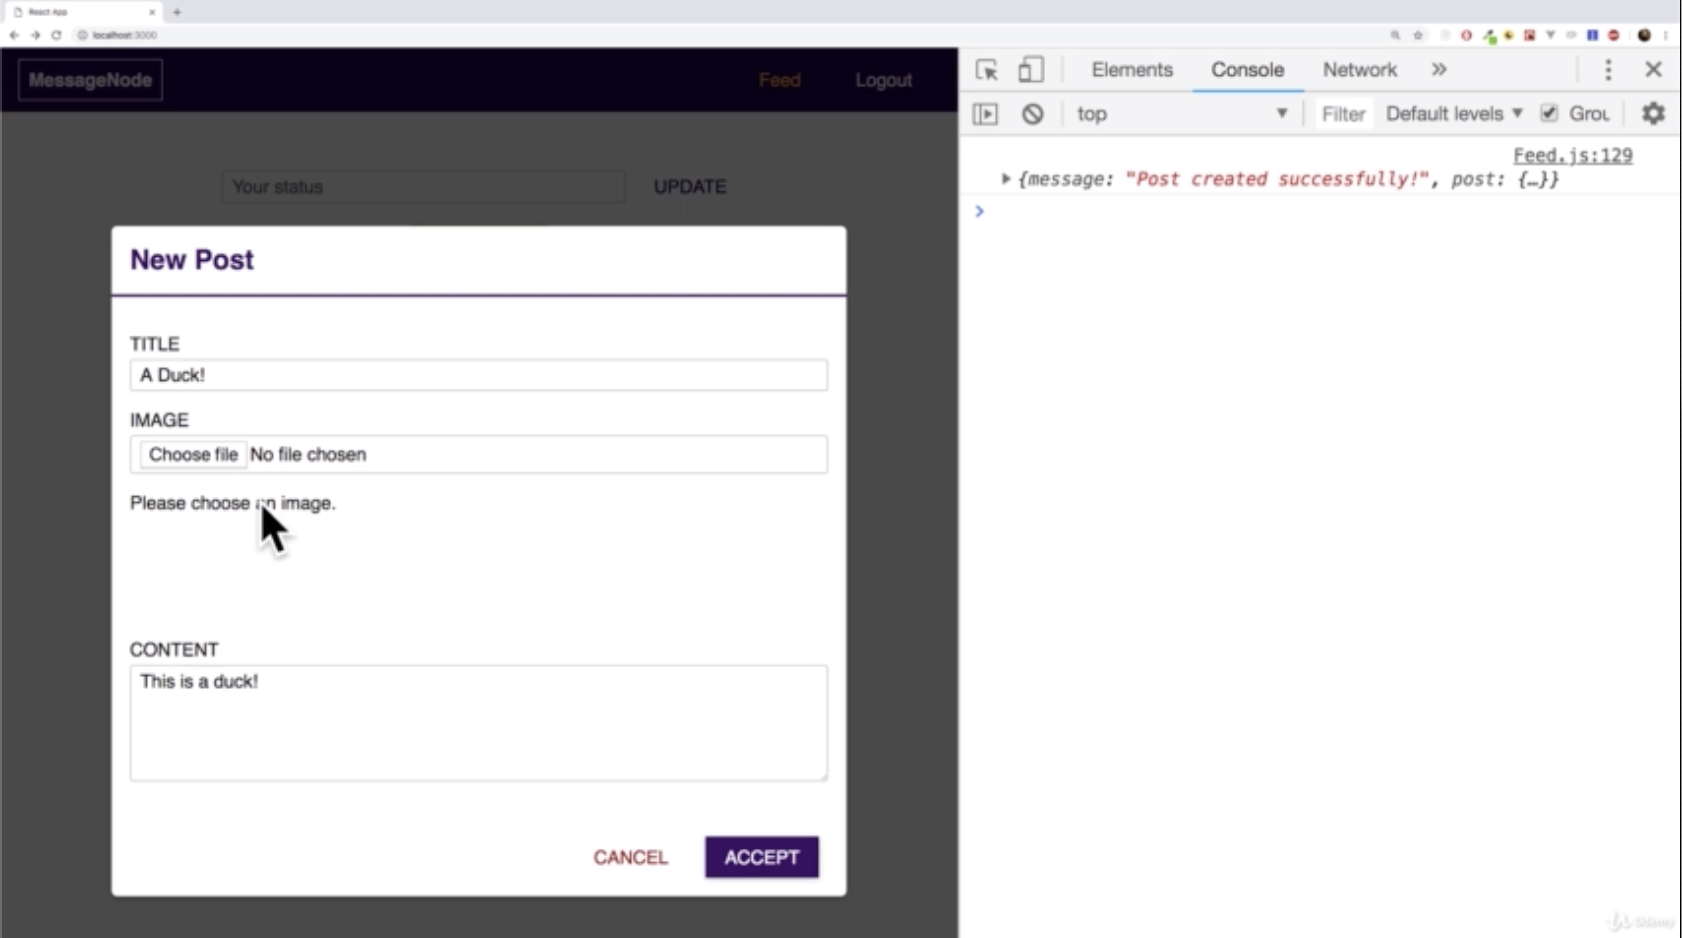 React App
localhost:3000
MessageNode Feed Logout
Your status UPDATE
New Post
TITLE
A Duck!
IMAGE
Choose file No file chosen
Please choose an image.
CONTENT
This is a duck!
CANCEL ACCEPT
Elements Console Network
top Filter Default levels Grou
Feed.js:129
{message: "Post created successfully!", post: {…}}
Udemy